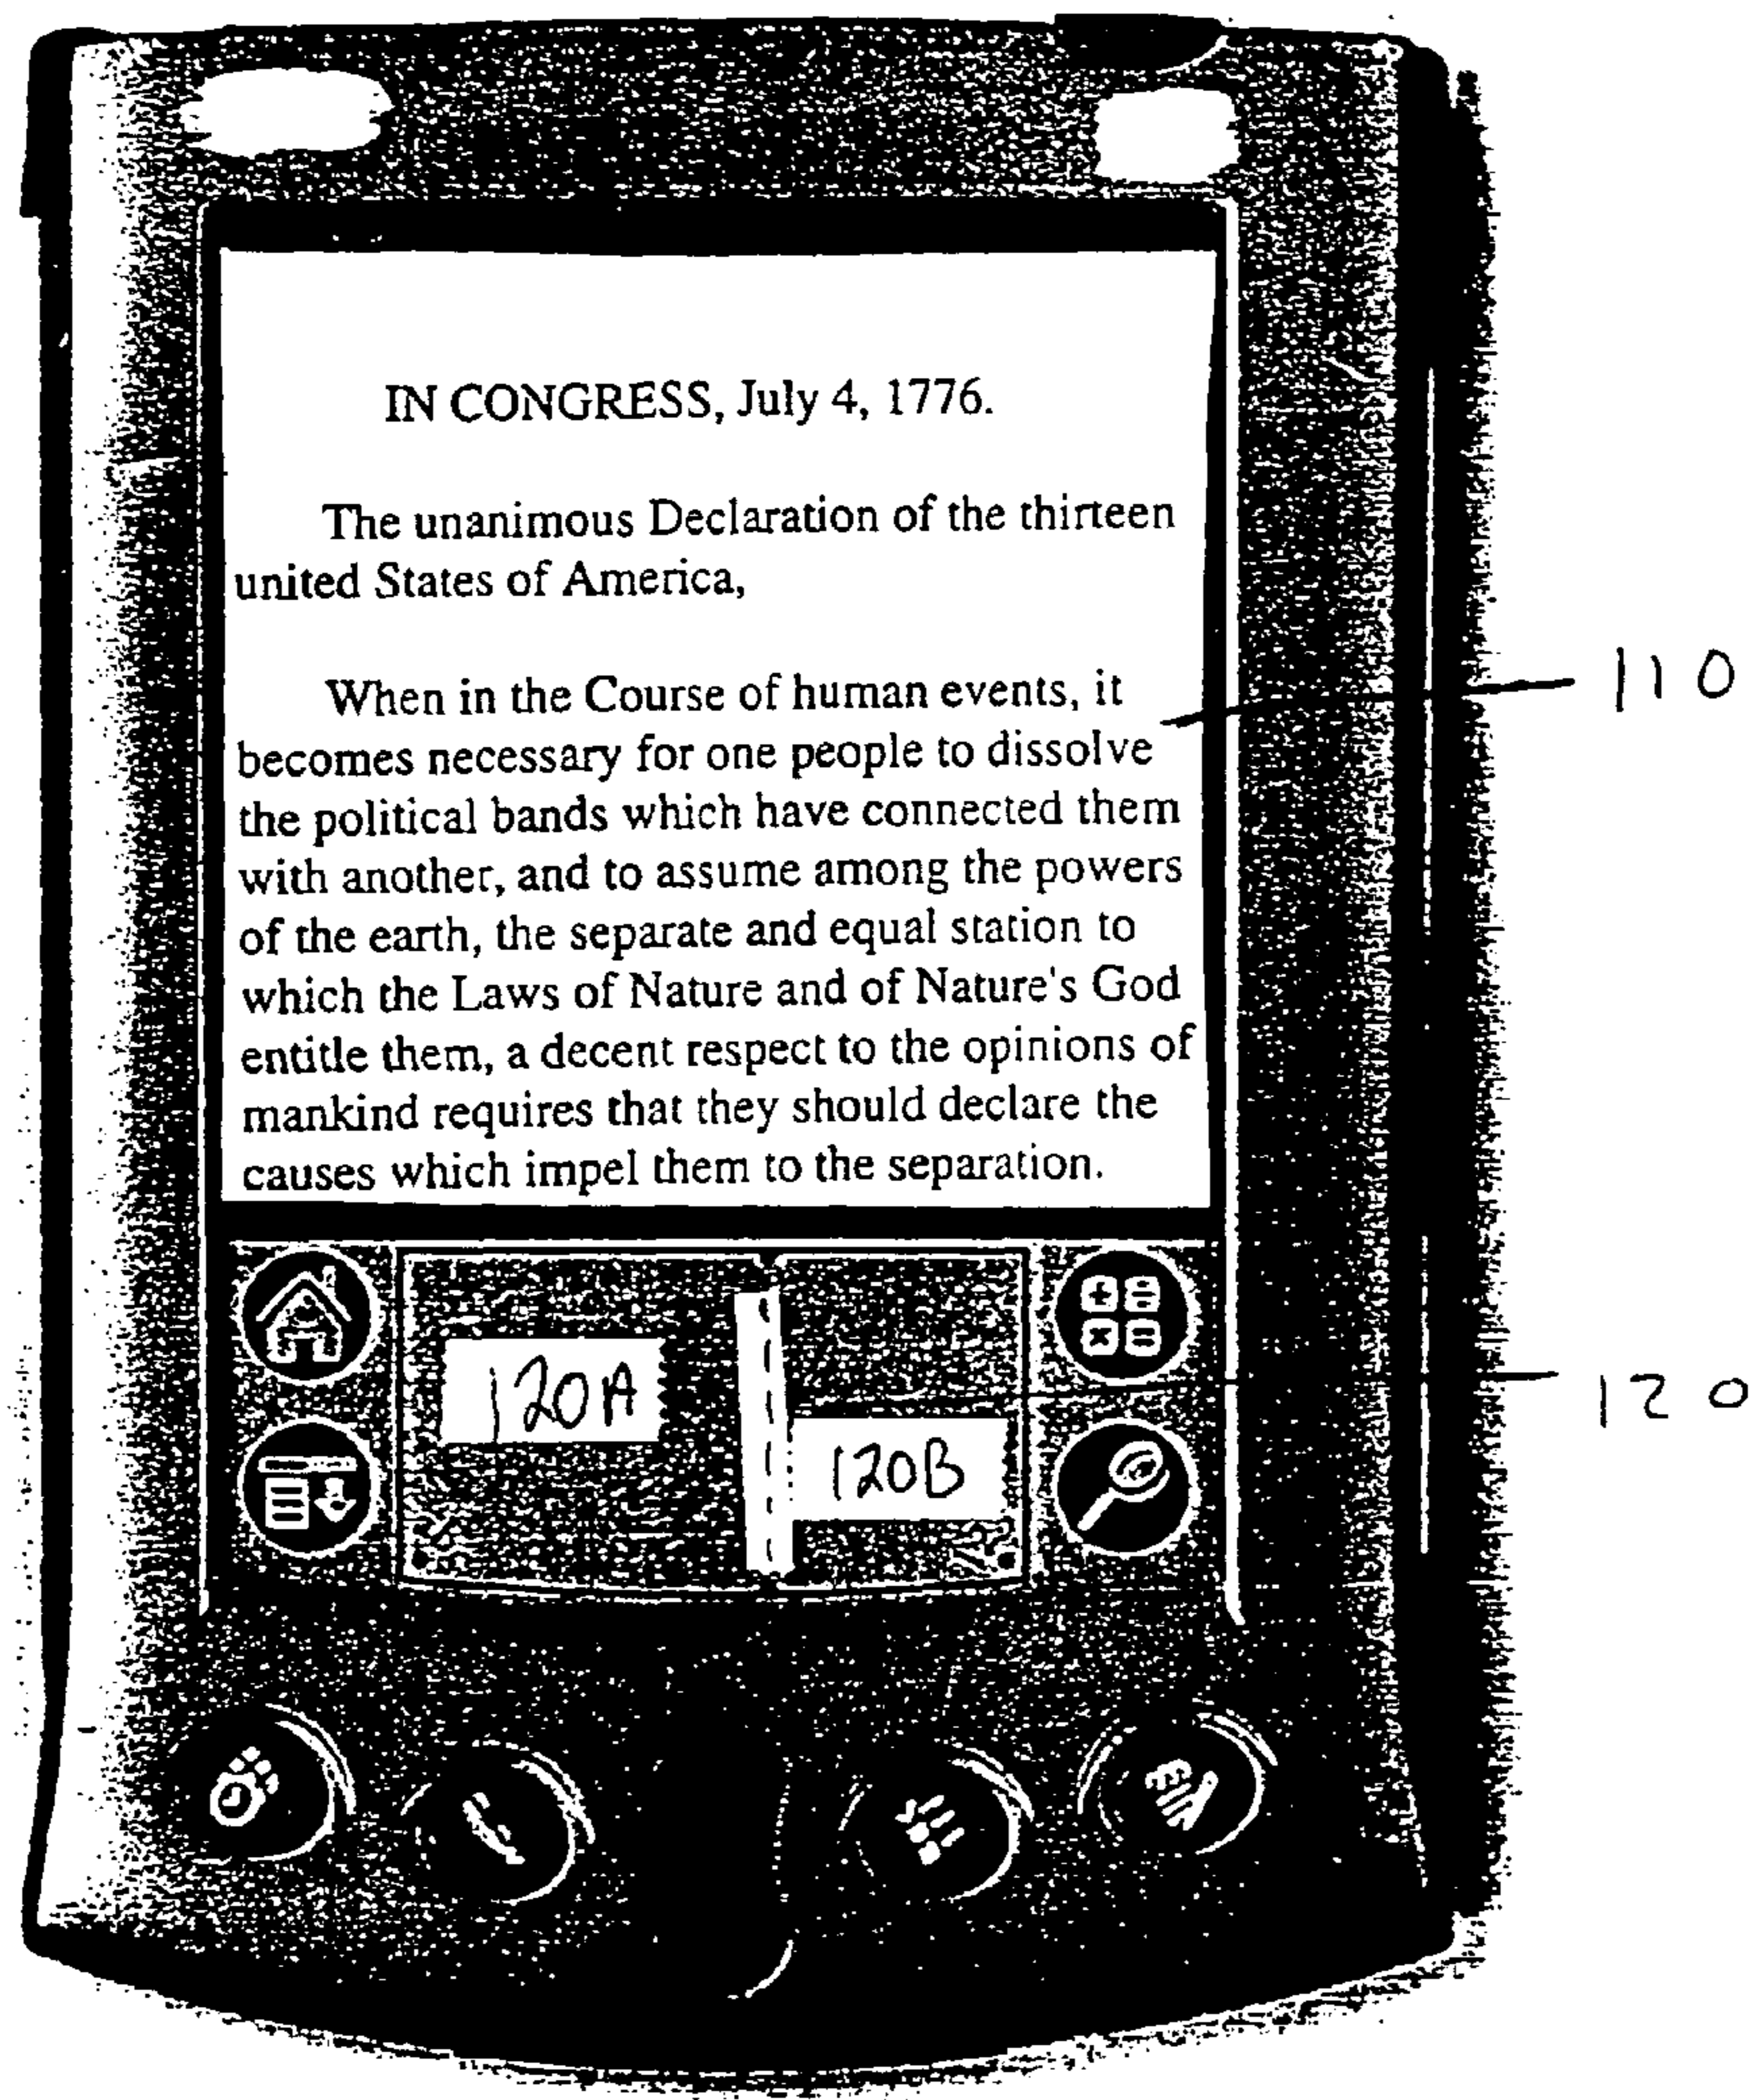 IN CONGRESS, July 4, 1776.
The unanimous Declaration of the thirteen
united States of America,
When in the Course of human events, it
becomes necessary for one people to dissolve
the political bands which have connected them
with another, and to assume among the powers
of the earth, the separate and equal station to
which the Laws of Nature and of Nature's God
entitle them, a decent respect to the opinions of
mankind requires that they should declare the
causes which impel them to the separation.
110
120A
120B
120